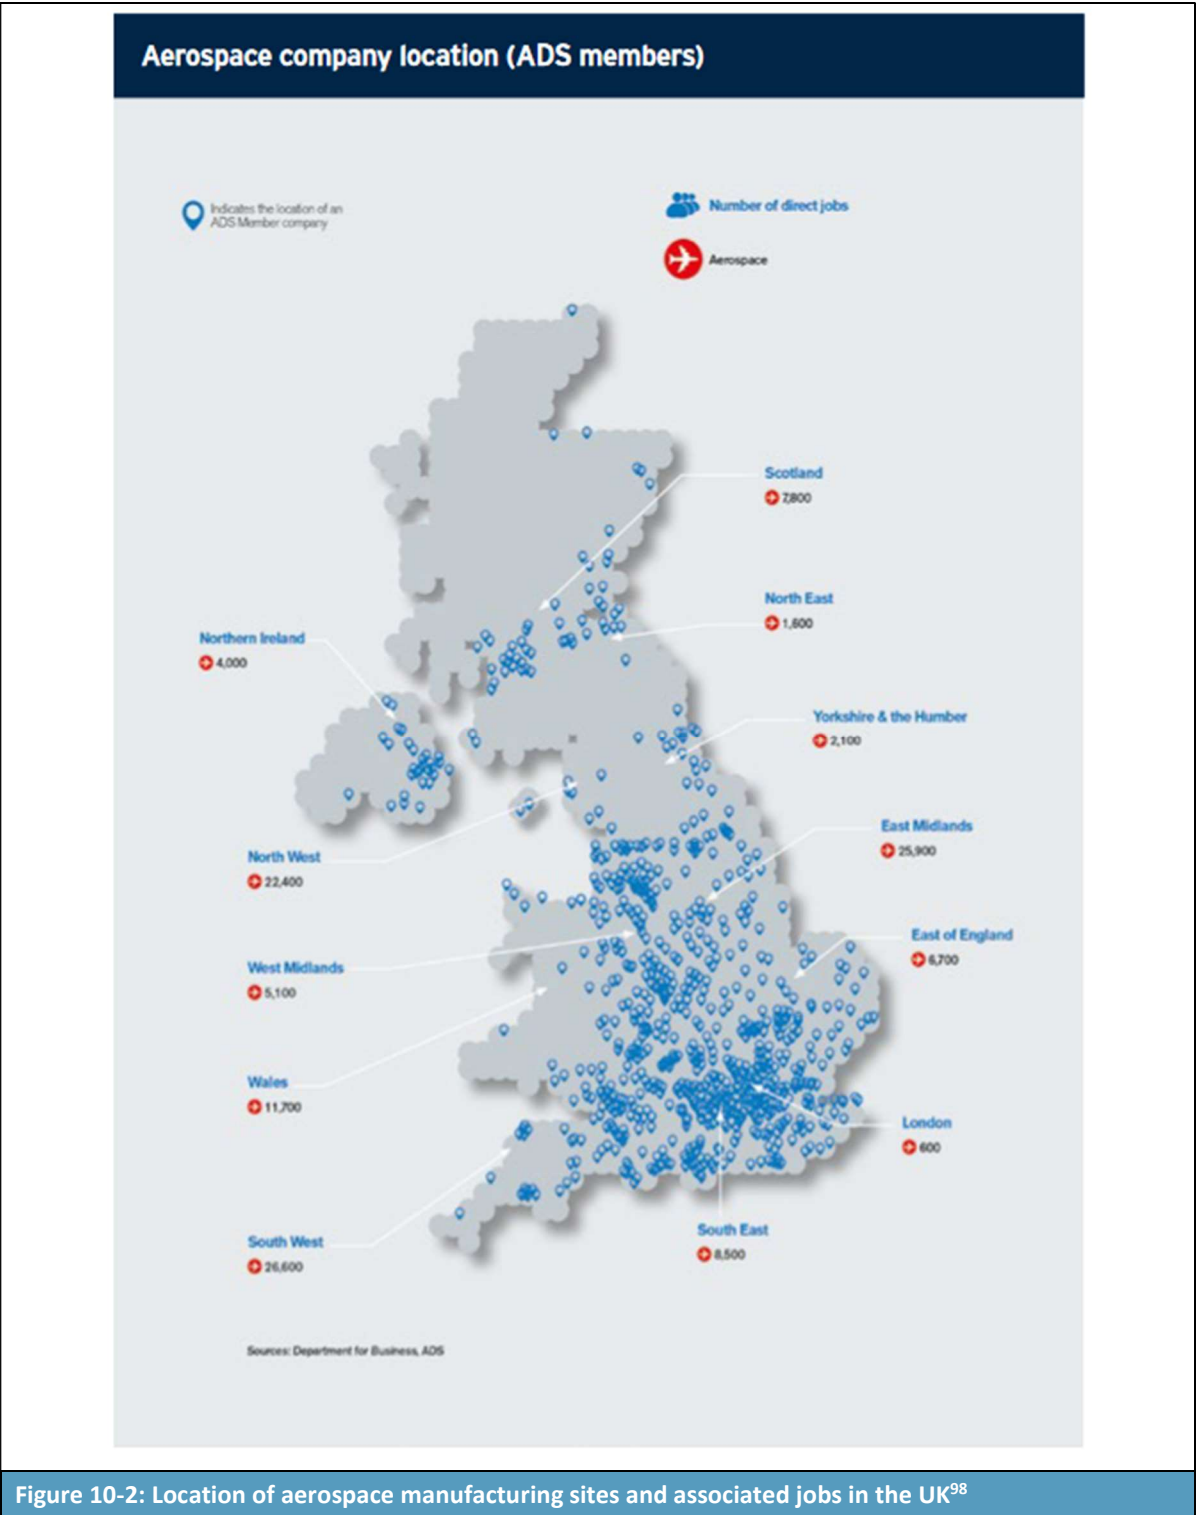 Aerospace company location (ADS members)
Indicates the location of an
ADS Member company
Number of direct jobs
Aerospace
Scotland
7,800
North East
1,600
Northern Ireland
4,000
Yorkshire & the Humber
2,100
East Midlands
25,900
North West
22,400
East of England
6,700
West Midlands
5,100
Wales
11,700
London
600
South East
8,500
South West
26,600
Sources: Department for Business, ADS
Figure 10-2: Location of aerospace manufacturing sites and associated jobs in the UK98